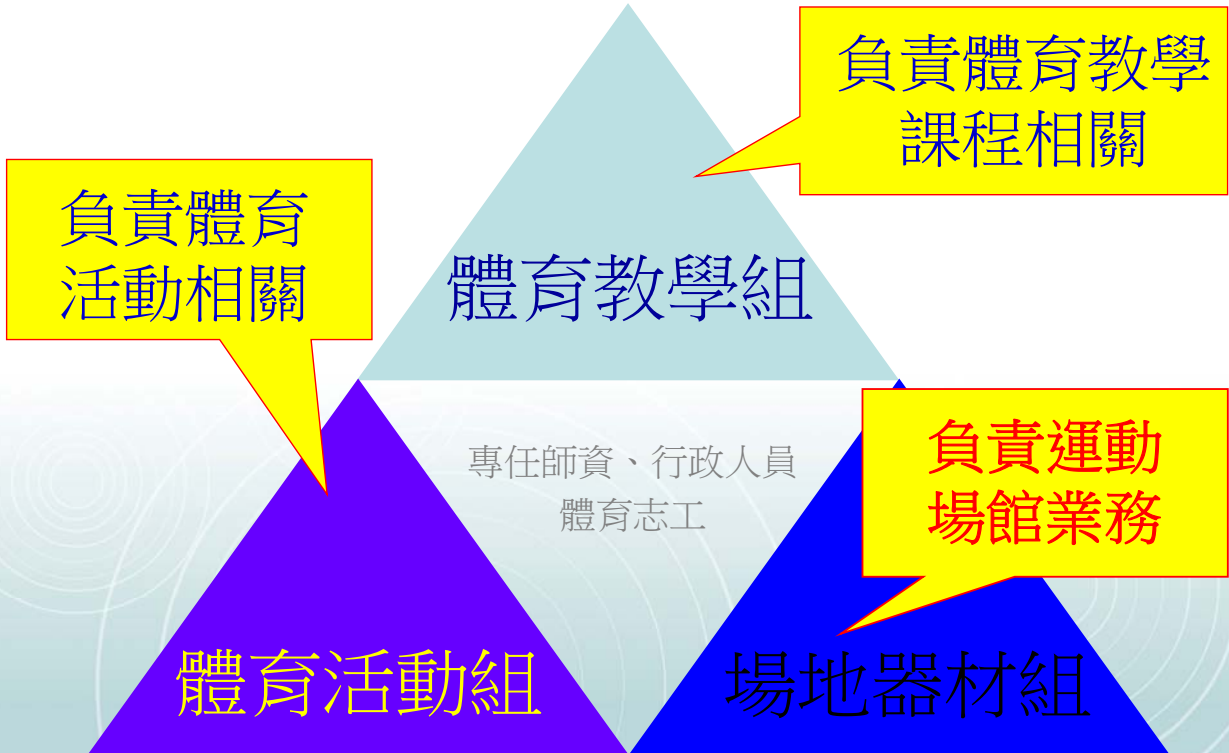 負責體育教學
課程相關
負責體育
活動相關
體育教學組
專任師資、行政人員
體育志工
負責運動
場館業務
體育活動組
場地器材組